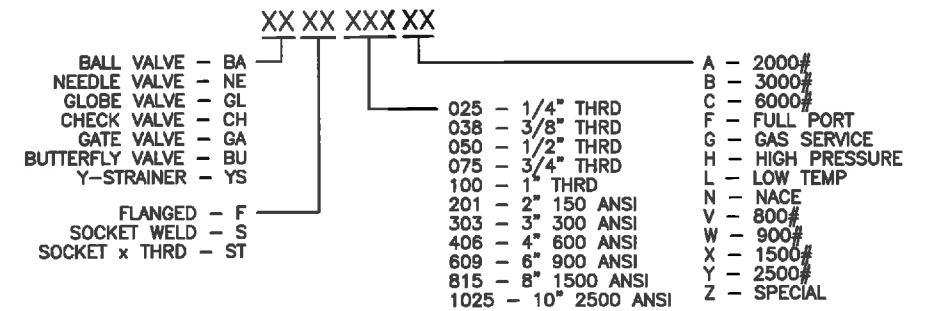 XX XX XXX XX
BALL VALVE – BA
NEEDLE VALVE – NE
GLOBE VALVE – GL
CHECK VALVE – CH
GATE VALVE – GA
BUTTERFLY VALVE – BU
Y–STRAINER – YS
FLANGED – F
SOCKET WELD – S
SOCKET x THRD – ST
025 – 1/4" THRD
038 – 3/8" THRD
050 – 1/2" THRD
075 – 3/4" THRD
100 – 1" THRD
201 – 2" 150 ANSI
303 – 3" 300 ANSI
406 – 4" 600 ANSI
609 – 6" 900 ANSI
815 – 8" 1500 ANSI
1025 – 10" 2500 ANSI
A – 2000#
B – 3000#
C – 6000#
F – FULL PORT
G – GAS SERVICE
H – HIGH PRESSURE
L – LOW TEMP
N – NACE
V – 800#
W – 900#
X – 1500#
Y – 2500#
Z – SPECIAL